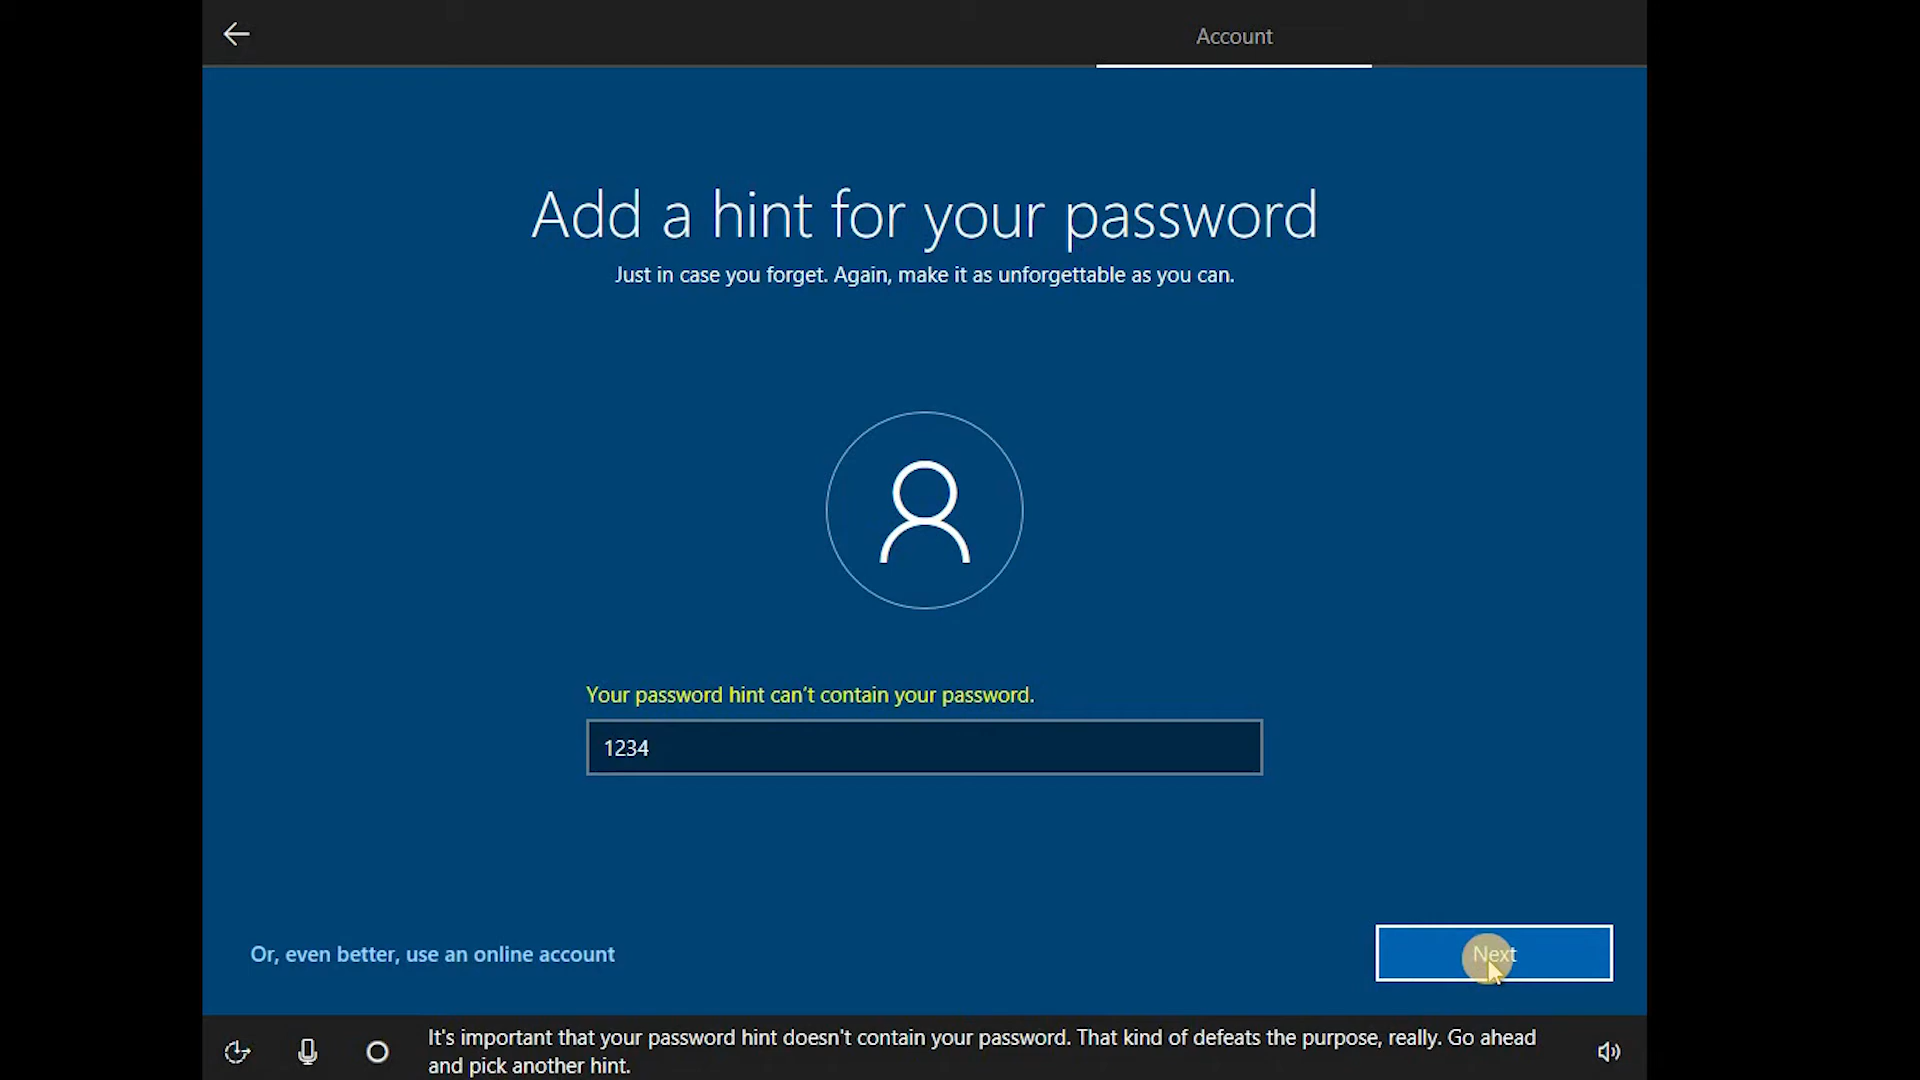 Account
Add a hint for your password
Just in case you forget. Again, make it as unforgettable as you can.
Your password hint can’t contain your password.
1234
Or, even better, use an online account
Next
It's important that your password hint doesn't contain your password. That kind of defeats the purpose, really. Go ahead
and pick another hint.